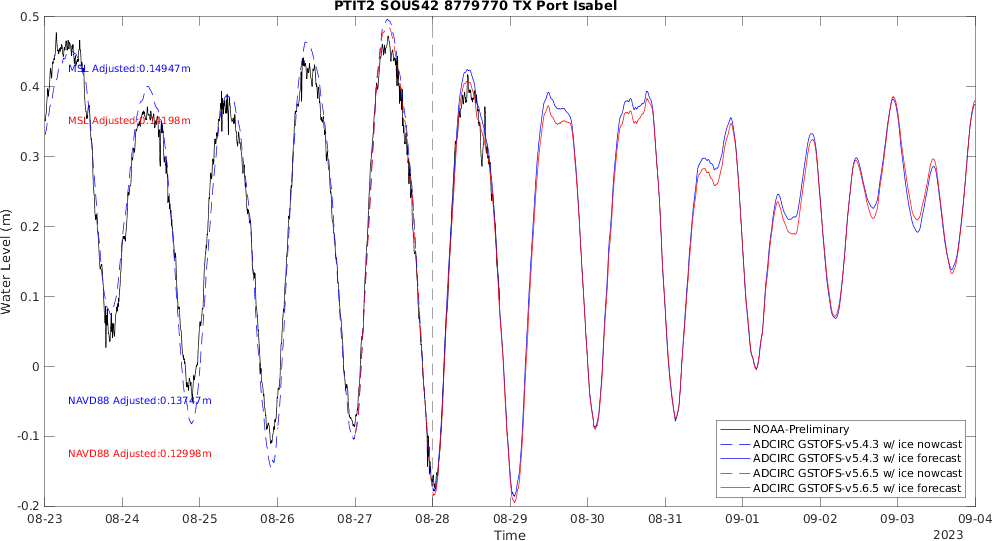 PTIT2 SOUS42 8779770 TX Port Isabel
Water Level (m)
0.5
0.4
0.3
0.2
0.1
0
-0.1
-0.2
MSL Adjusted:0.14947m
MSL Adjusted:
NAVD88 Adjusted:0.13747m
NAVD88 Adjusted:0.12998m
NOAA-Preliminary
ADCIRC GSTOFS-v5.4.3 w/ ice nowcast
ADCIRC GSTOFS-v5.4.3 w/ ice forecast
ADCIRC GSTOFS-v5.6.5 w/ ice nowcast
ADCIRC GSTOFS-v5.6.5 w/ ice forecast
08-23 08-24 08-25 08-26 08-27 08-28 08-29 08-30 08-31 09-01 09-02 09-03 09-04
Time
2023